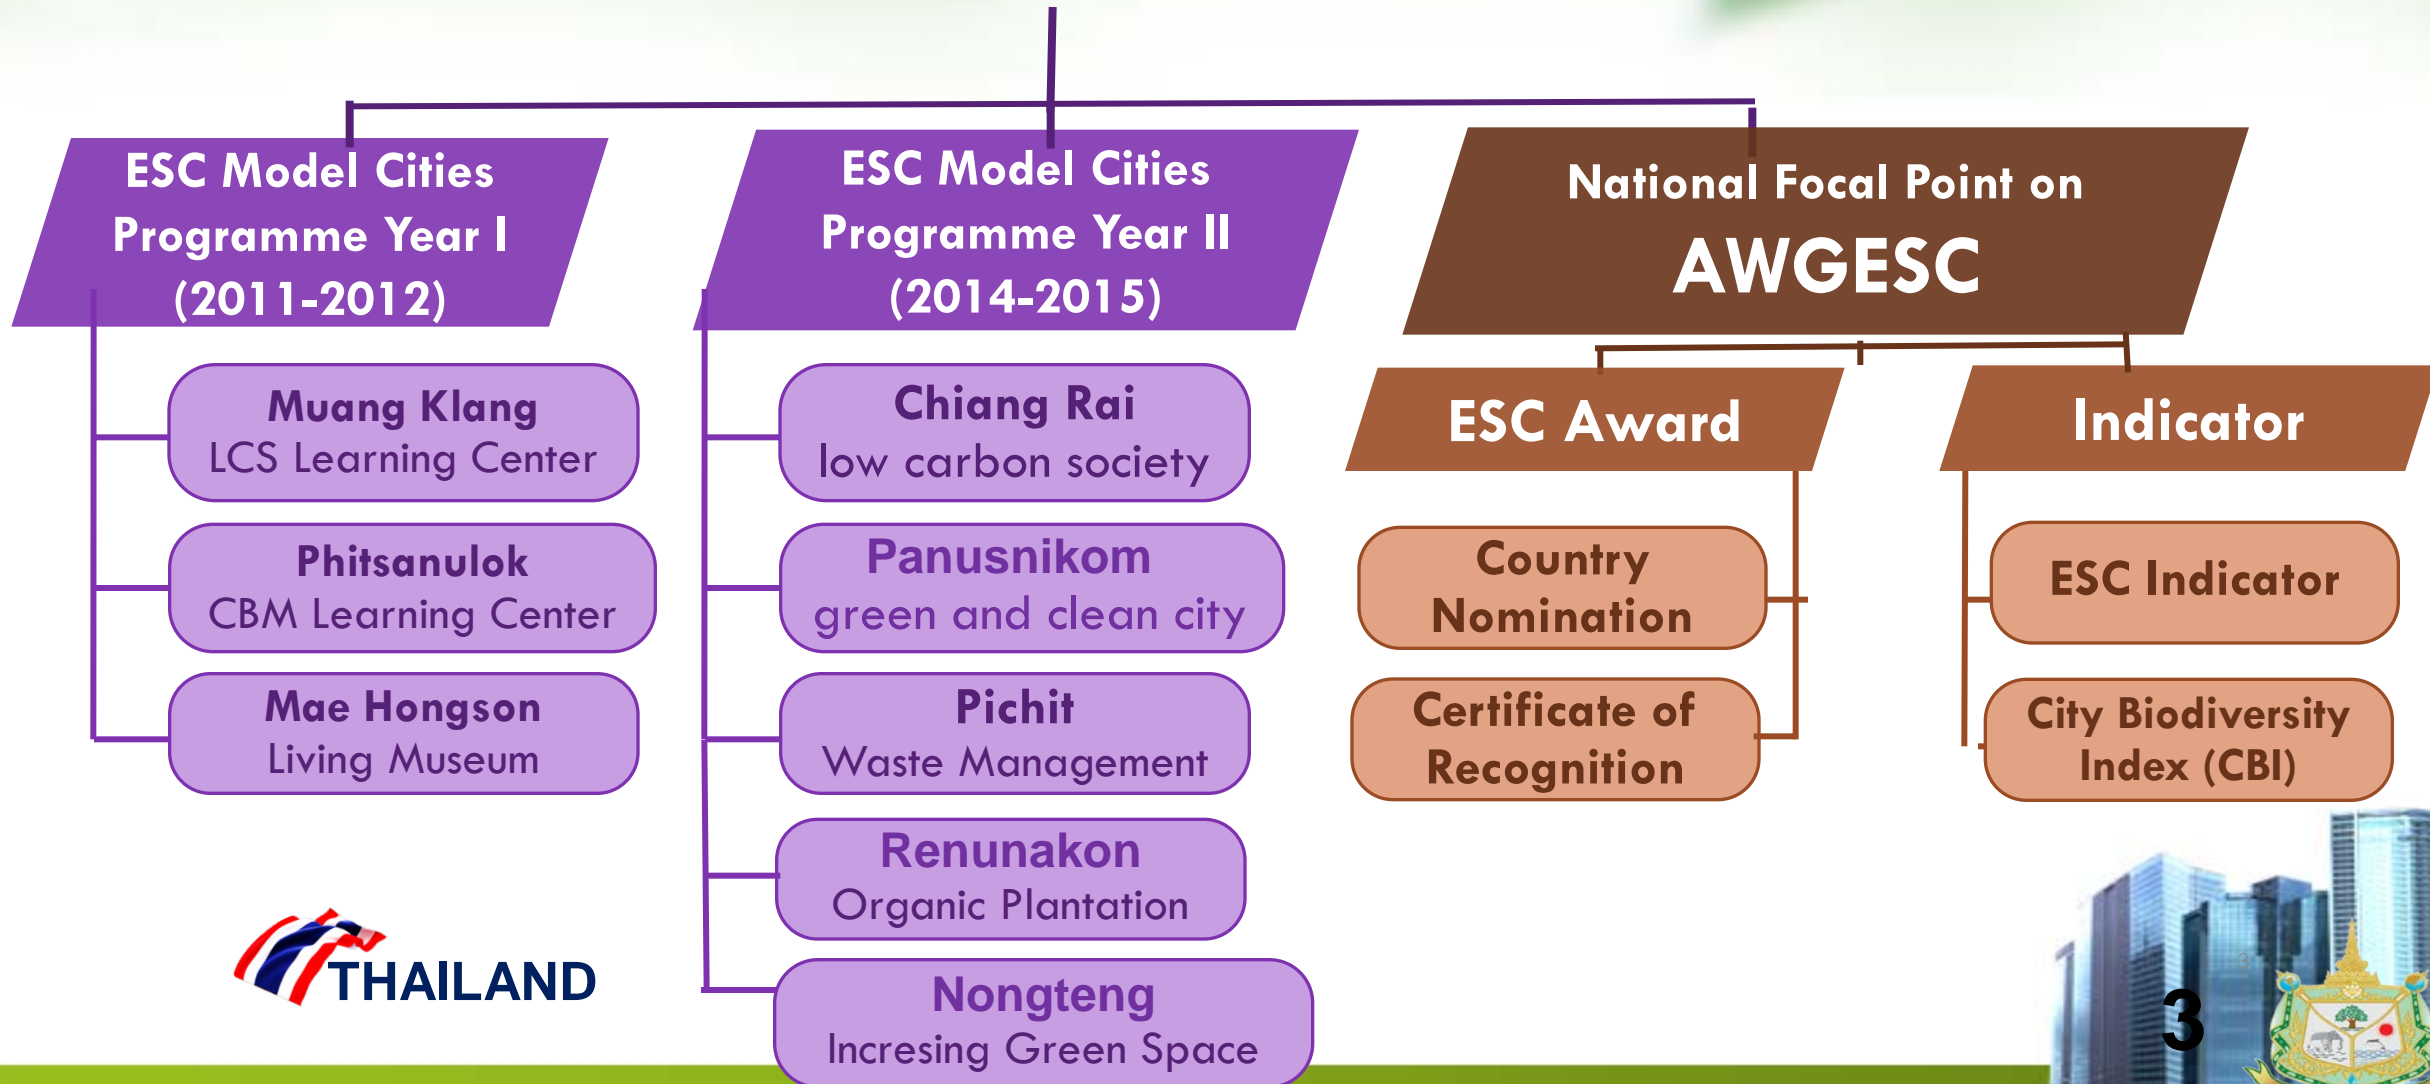 ESC Model Cities
Programme Year I
(2011-2012)
Muang Klang
LCS Learning Center
Phitsanulok
CBM Learning Center
Mae Hongson
Living Museum
ESC Model Cities
Programme Year II
(2014-2015)
Chiang Rai
low carbon society
Panusnikom
green and clean city
Pichit
Waste Management
Renunakon
Organic Plantation
Nongteng
Incresing Green Space
National Focal Point on
AWGESC
ESC Award
Country
Nomination
Certificate of
Recognition
Indicator
ESC Indicator
City Biodiversity
Index (CBI)
THAILAND
3
3